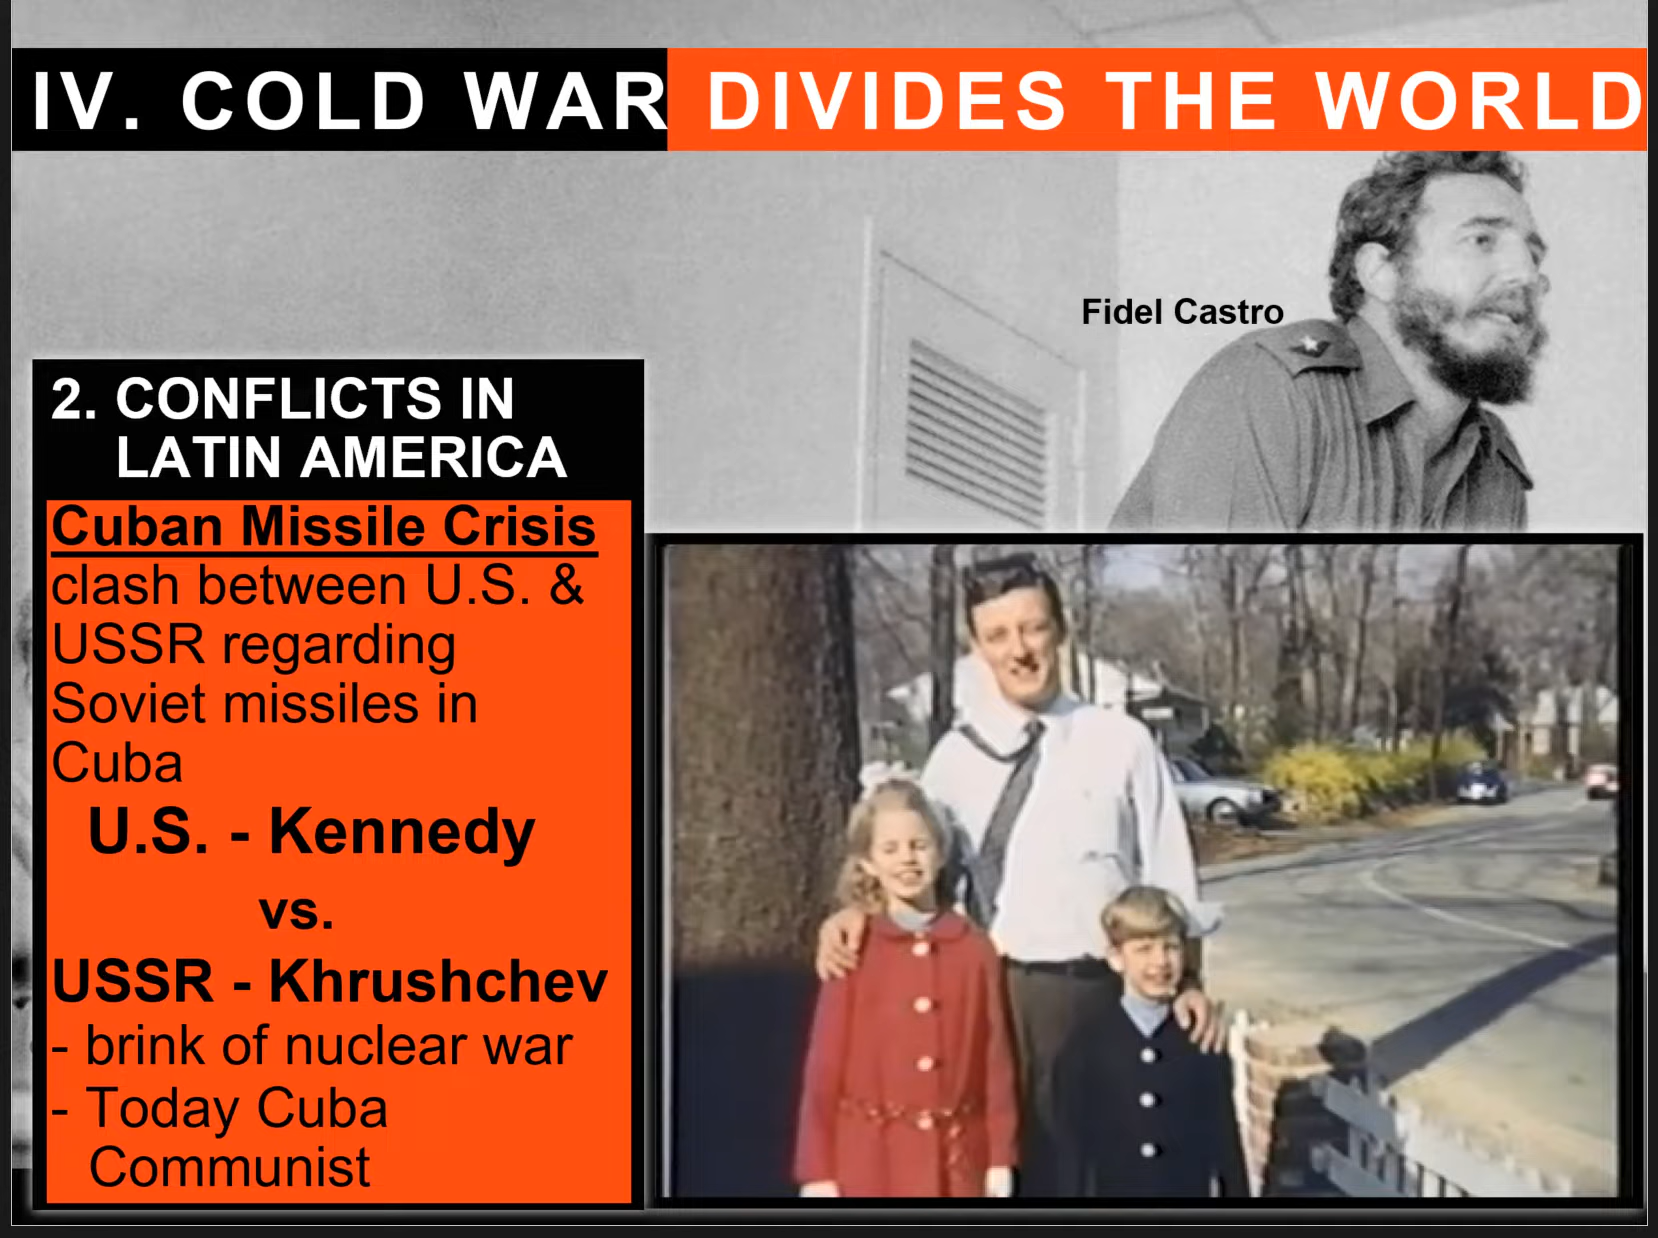 IV. COLD WAR DIVIDES THE WORLD
Fidel Castro
2. CONFLICTS IN
LATIN AMERICA
Cuban Missile Crisis
clash between U.S. &
USSR regarding
Soviet missiles in
Cuba
U.S. - Kennedy
vs.
USSR - Khrushchev
- brink of nuclear war
- Today Cuba
Communist